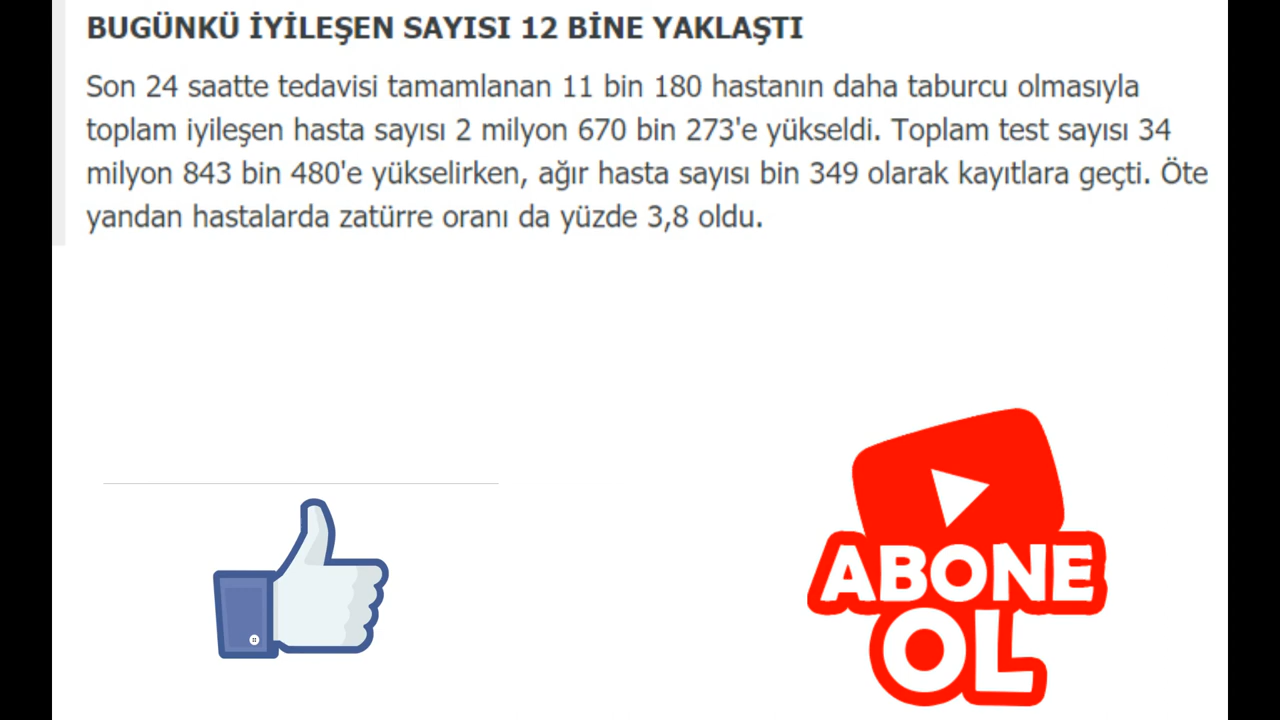 BUGÜNKÜ İYİLEŞEN SAYISI 12 BİNE YAKLAŞTI
Son 24 saatte tedavisi tamamlanan 11 bin 180 hastanın daha taburcu olmasıyla
toplam iyileşen hasta sayısı 2 milyon 670 bin 273'e yükseldi. Toplam test sayısı 34
milyon 843 bin 480'e yükselirken, ağır hasta sayısı bin 349 olarak kayıtlara geçti. Öte
yandan hastalarda zatürre oranı da yüzde 3,8 oldu.
ABONE
OL